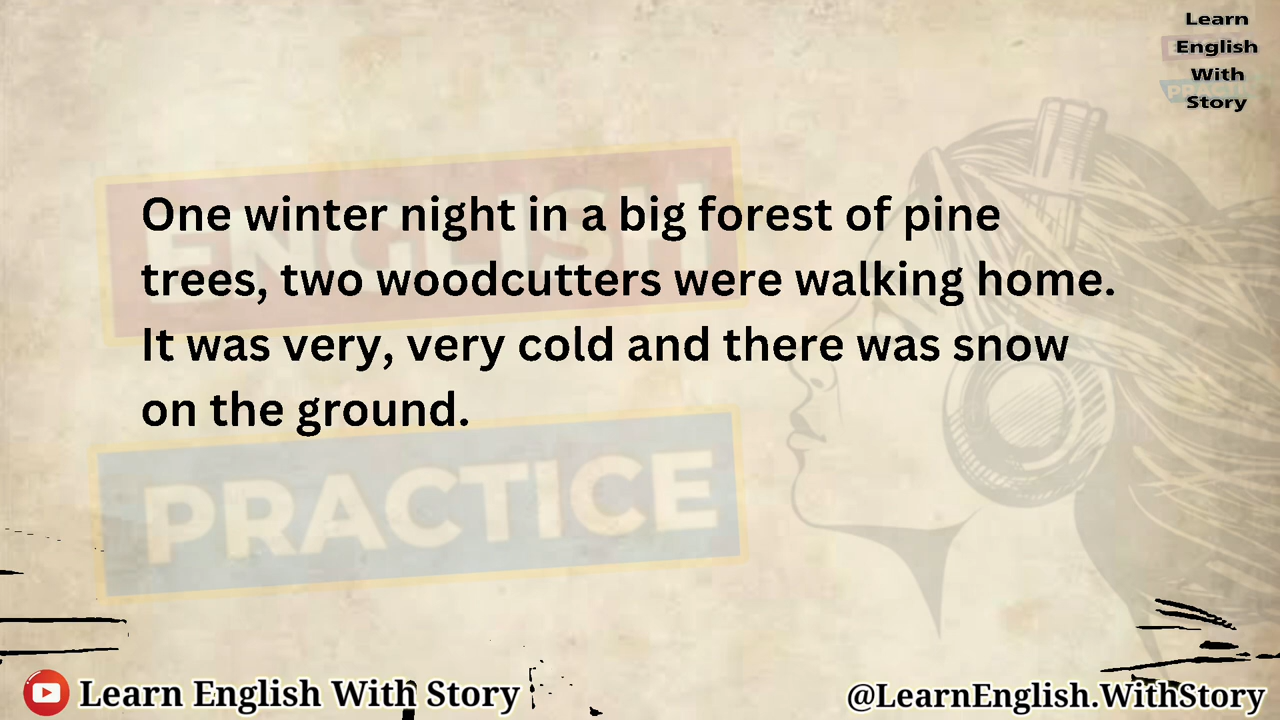 Learn
English
With
Story
ENGLISH
One winter night in a big forest of pine
trees, two woodcutters were walking home.
It was very, very cold and there was snow
on the ground.
PRACTICE
Learn English With Story
@LearnEnglish.WithStory